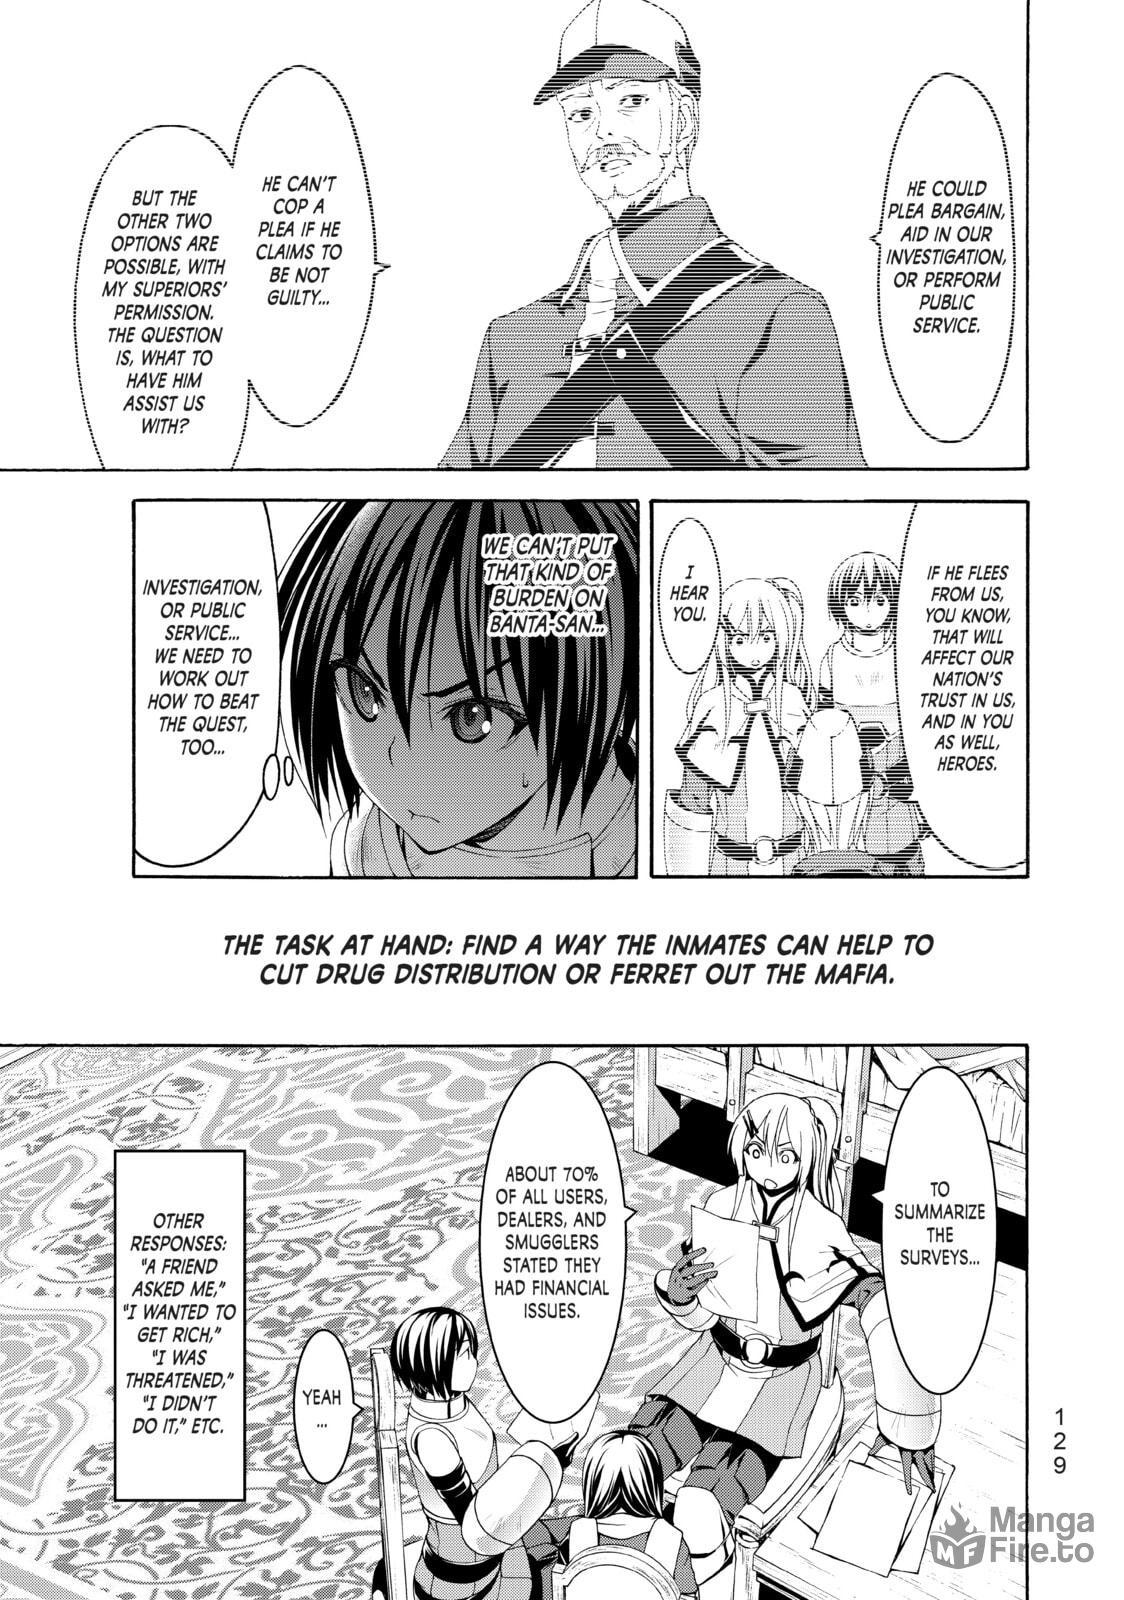 HE COULD
PLEA BARGAIN,
AID IN OUR
INVESTIGATION,
OR PERFORM
PUBLIC
SERVICE.
HE CAN'T
COP A
PLEA IF HE
CLAIMS TO
BE NOT
GUILTY...
BUT THE
OTHER TWO
OPTIONS ARE
POSSIBLE, WITH
MY SUPERIORS'
PERMISSION.
THE QUESTION
IS, WHAT TO
HAVE HIM
ASSIST US
WITH?
IF HE FLEES
FROM US,
YOU KNOW,
THAT WILL
AFFECT OUR
NATION'S
TRUST IN US,
AND IN YOU
AS WELL,
HEROES.
I
HEAR
YOU.
WE CAN'T PUT
THAT KIND OF
BURDEN ON
BANTA-SAN...
INVESTIGATION,
OR PUBLIC
SERVICE...
WE NEED TO
WORK OUT
HOW TO BEAT
THE QUEST,
TOO...
THE TASK AT HAND: FIND A WAY THE INMATES CAN HELP TO
CUT DRUG DISTRIBUTION OR FERRET OUT THE MAFIA.
TO
SUMMARIZE
THE
SURVEYS...
ABOUT 70%
OF ALL USERS,
DEALERS, AND
SMUGGLERS
STATED THEY
HAD FINANCIAL
ISSUES.
YEAH
...
OTHER
RESPONSES:
"A FRIEND
ASKED ME,"
"I WANTED TO
GET RICH,"
"I WAS
THREATENED,"
"I DIDN'T
DO IT," ETC.
129
MF
Manga
Fire.to